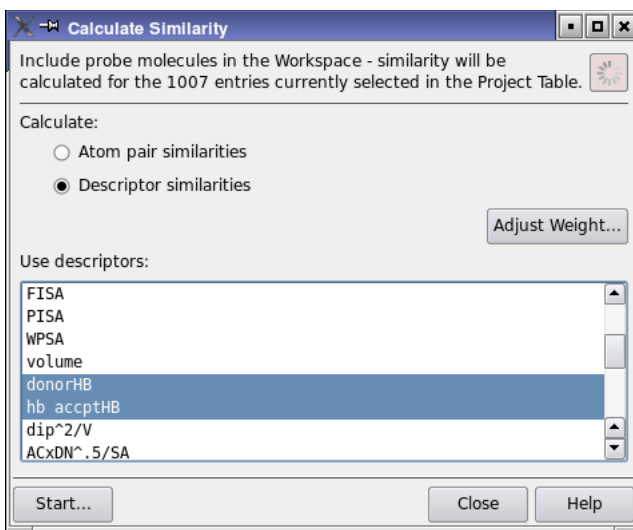 Calculate Similarity
Include probe molecules in the Workspace - similarity will be
calculated for the 1007 entries currently selected in the Project Table.
Calculate:
Atom pair similarities
Descriptor similarities
Adjust Weight...
Use descriptors:
FISA
PISA
WPSA
volume
donorHB
hb accptHB
dip^2/V
ACxDN^.5/SA
Start...
Close
Help